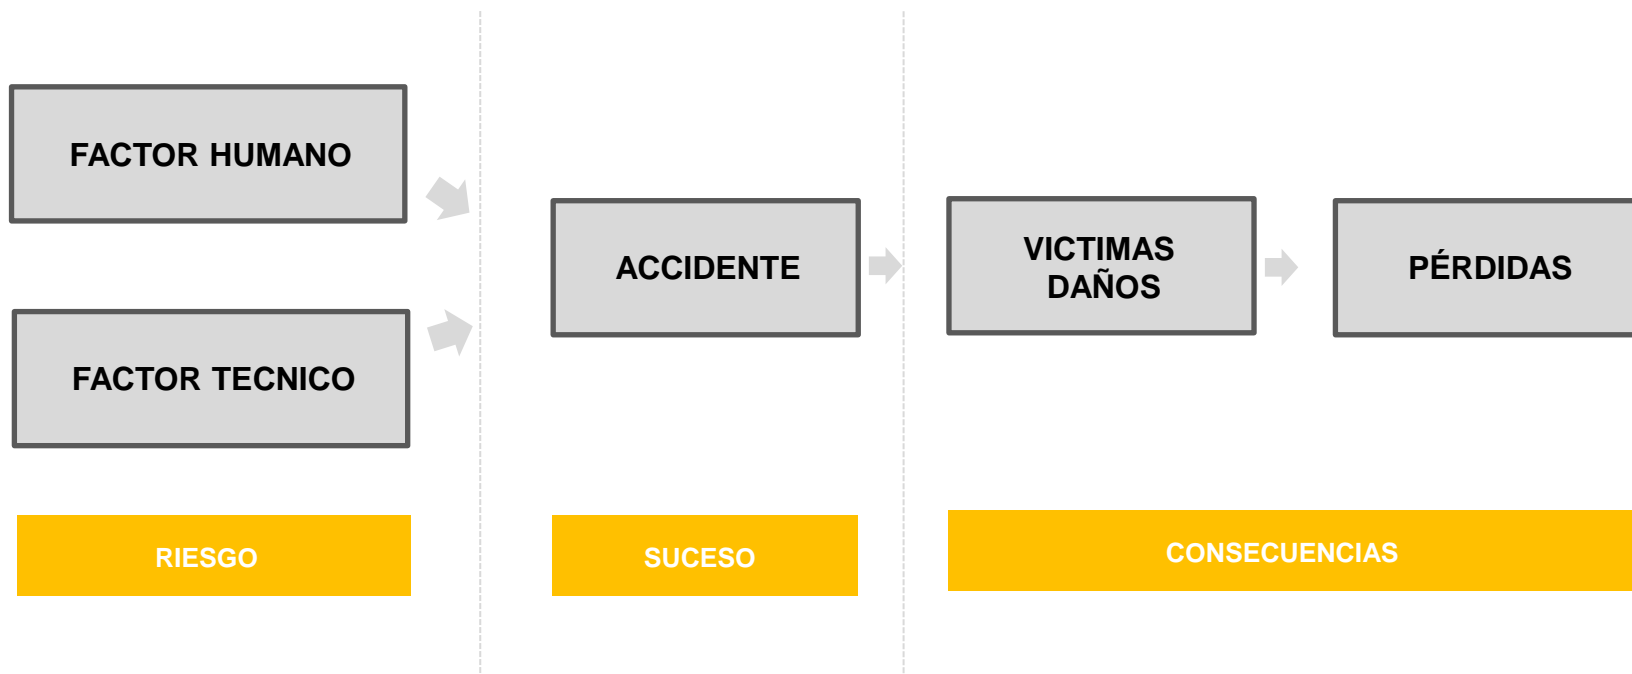 FACTOR HUMANO
FACTOR TECNICO
ACCIDENTE
VICTIMAS
DAÑOS
PÉRDIDAS
RIESGO
SUCESO
CONSECUENCIAS